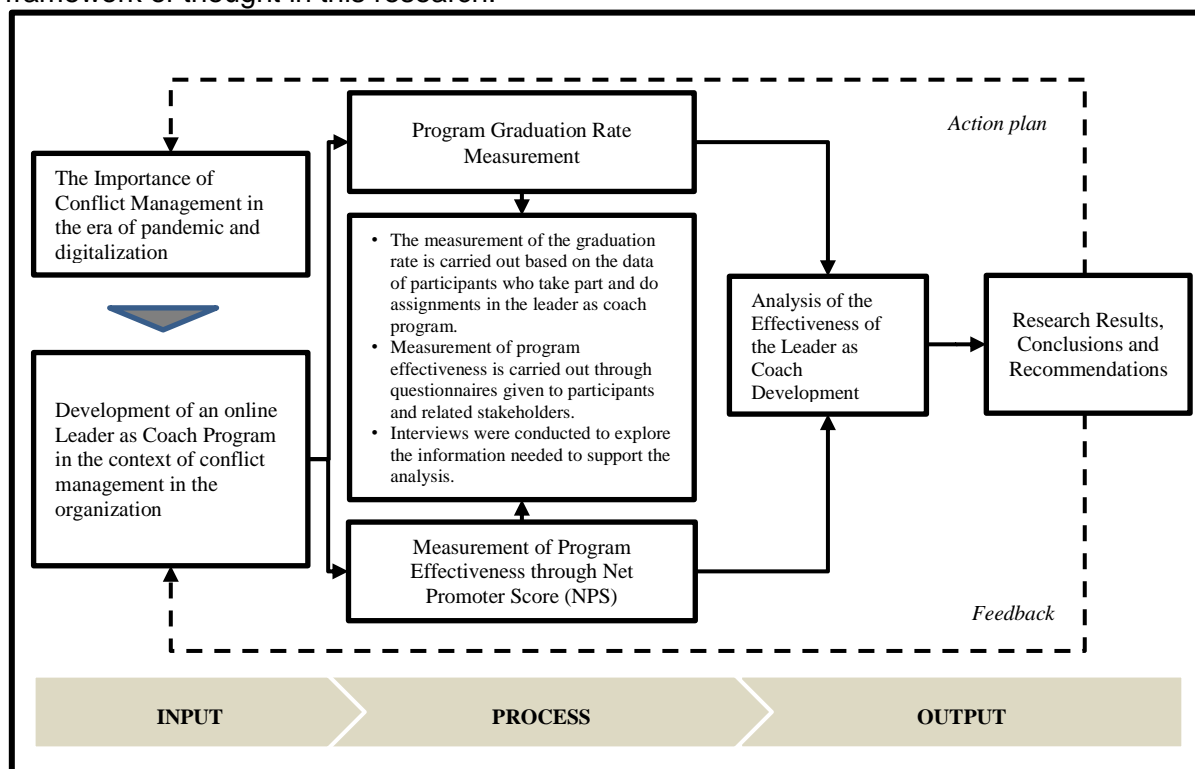 framework of thought in this research.
Action plan
The Importance of
Conflict Management in
the era of pandemic and
digitalization
Development of an online
Leader as Coach Program
in the context of conflict
management in the
organization
Program Graduation Rate
Measurement
• The measurement of the graduation
rate is carried out based on the data
of participants who take part and do
assignments in the leader as coach
program.
• Measurement of program
effectiveness is carried out through
questionnaires given to participants
and related stakeholders.
• Interviews were conducted to explore
the information needed to support the
analysis.
Measurement of Program
Effectiveness through Net
Promoter Score (NPS)
Analysis of the
Effectiveness of
the Leader as
Coach
Development
Research Results,
Conclusions and
Recommendations
Feedback
INPUT
PROCESS
OUTPUT